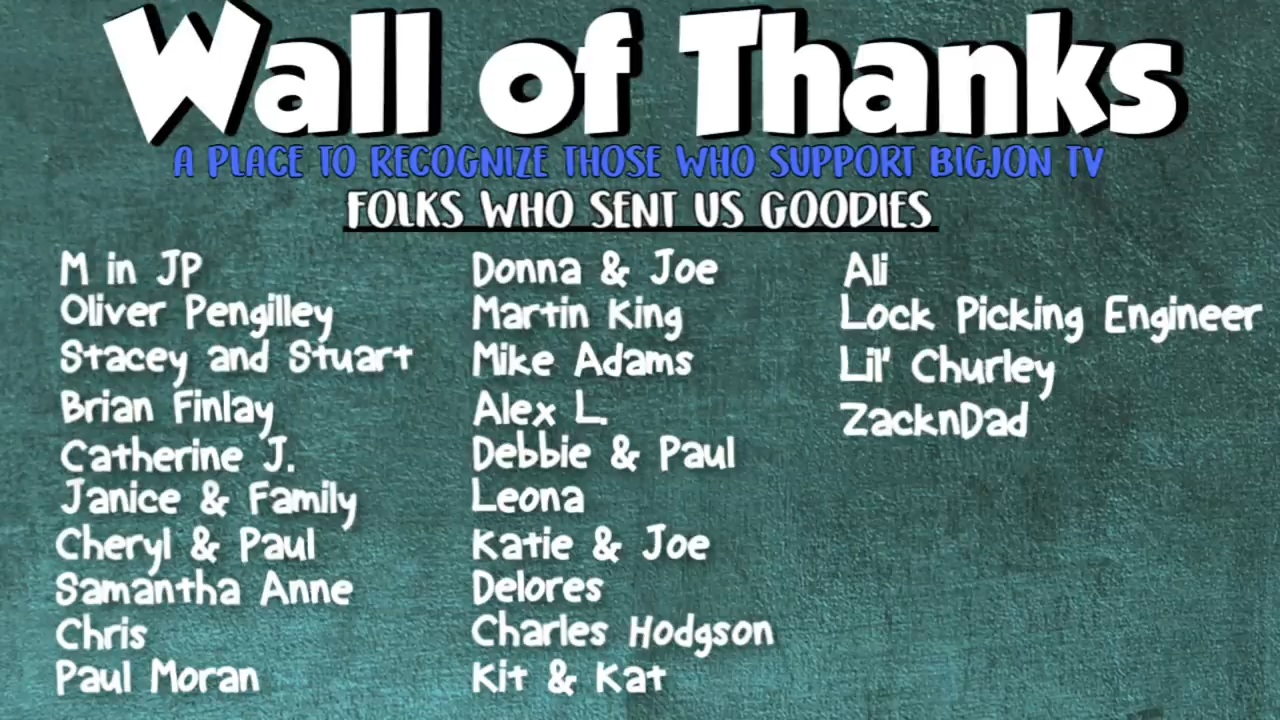 Wall of Thanks
A PLACE TO RECOGNIZE THOSE WHO SUPPORT BIGJON TV
FOLKS WHO SENT US GOODIES
M in JP
Oliver Pengilley
Stacey and Stuart
Brian Finlay
Catherine J.
Janice & Family
Cheryl & Paul
Samantha Anne
Chris
Paul Moran
Donna & Joe
Martin King
Mike Adams
Alex L.
Debbie & Paul
Leona
Katie & Joe
Delores
Charles Hodgson
Kit & Kat
Ali
Lock Picking Engineer
Lil' Churley
ZacknDad